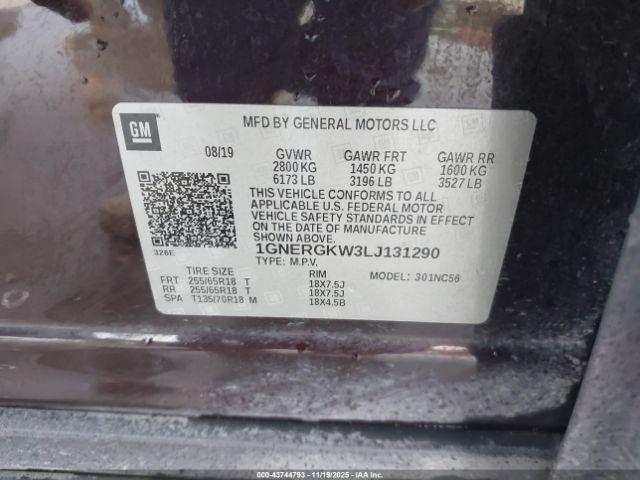 GM
MFD BY GENERAL MOTORS LLC
08/19 GVWR GAWR FRT GAWR RR
2800 KG 1450 KG 1600 KG
6173 LB 3196 LB 3527 LB
THIS VEHICLE CONFORMS TO ALL
APPLICABLE U.S. FEDERAL MOTOR
VEHICLE SAFETY STANDARDS IN EFFECT
ON THE DATE OF MANUFACTURE
SHOWN ABOVE.
326E 1GNERGKW3LJ131290
TYPE: M.P.V. MODEL: 301NC56
TIRE SIZE RIM
FRT 255/65R18 T 18X7.5J
RR 255/65R18 T 18X7.5J
SPA T135/70R18 M 18X4.5B
00-43744793 - 11/19/2025 - IAAI.COM